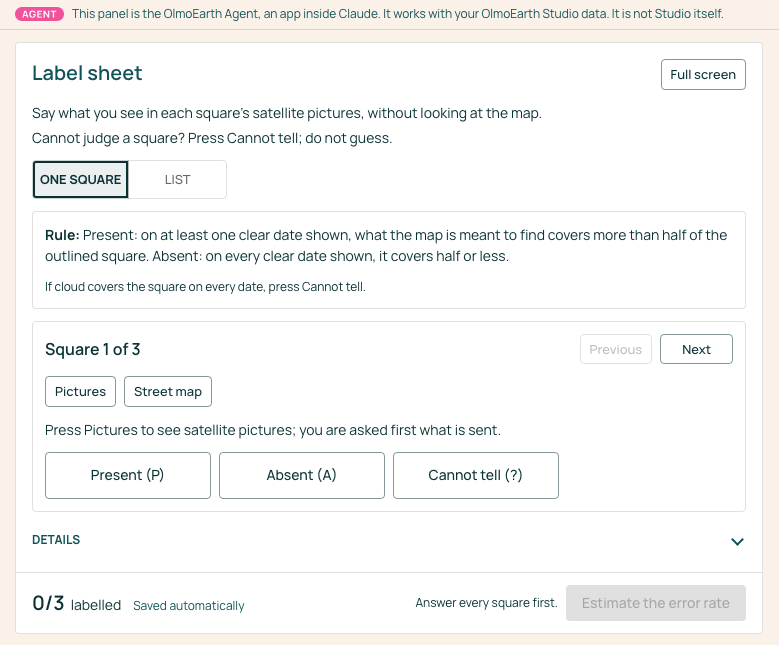 AGENT This panel is the OlmoEarth Agent, an app inside Claude. It works with your OlmoEarth Studio data. It is not Studio itself.
Label sheet
Full screen
Say what you see in each square's satellite pictures, without looking at the map.
Cannot judge a square? Press Cannot tell; do not guess.
ONE SQUARE LIST
Rule: Present: on at least one clear date shown, what the map is meant to find covers more than half of the
outlined square. Absent: on every clear date shown, it covers half or less.
If cloud covers the square on every date, press Cannot tell.
Square 1 of 3
Previous Next
Pictures Street map
Press Pictures to see satellite pictures; you are asked first what is sent.
Present (P) Absent (A) Cannot tell (?)
DETAILS
0/3 labelled Saved automatically Answer every square first. Estimate the error rate